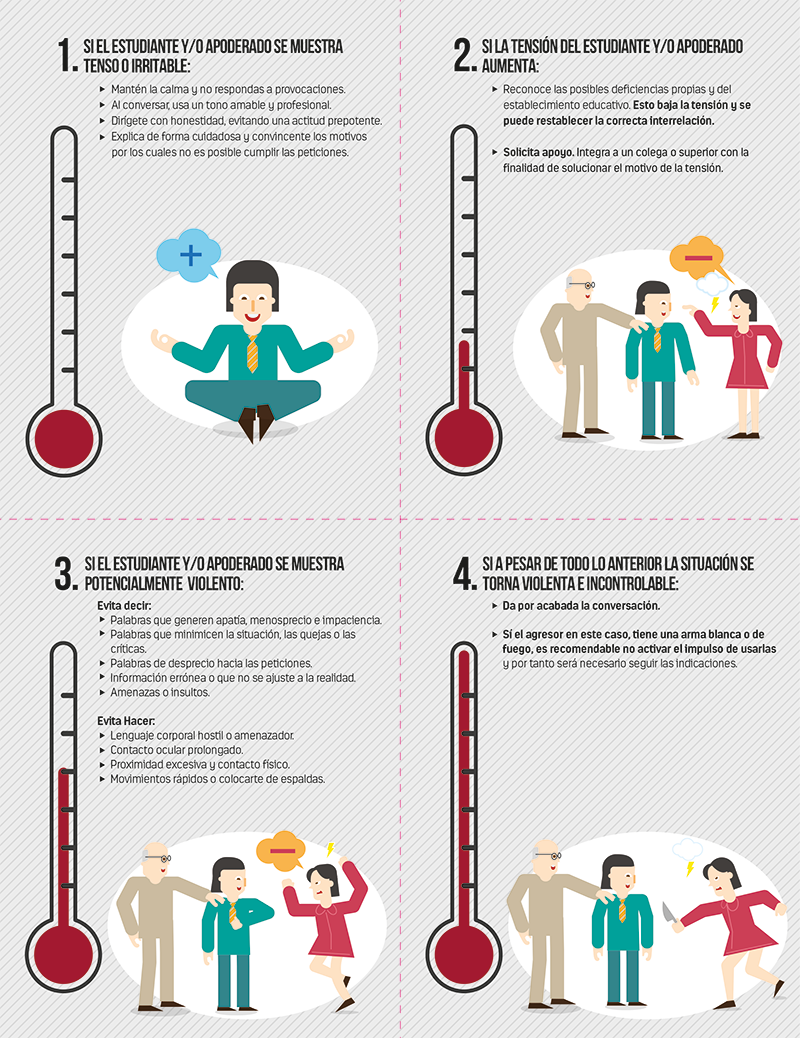 1. SI EL ESTUDIANTE Y/O APODERADO SE MUESTRA
TENSO O IRRITABLE:
▸ Mantén la calma y no respondas a provocaciones.
▸ Al conversar, usa un tono amable y profesional.
▸ Dirígete con honestidad, evitando una actitud prepotente.
▸ Explica de forma cuidadosa y convincente los motivos
por los cuales no es posible cumplir las peticiones.
2. SI LA TENSIÓN DEL ESTUDIANTE Y/O APODERADO
AUMENTA:
▸ Reconoce las posibles deficiencias propias y del
establecimiento educativo. Esto baja la tensión y se
puede restablecer la correcta interrelación.
▸ Solicita apoyo. Integra a un colega o superior con la
finalidad de solucionar el motivo de la tensión.
3. SI EL ESTUDIANTE Y/O APODERADO SE MUESTRA
POTENCIALMENTE VIOLENTO:
Evita decir:
▸ Palabras que generen apatía, menosprecio e impaciencia.
▸ Palabras que minimicen la situación, las quejas o las
críticas.
▸ Palabras de desprecio hacia las peticiones.
▸ Información errónea o que no se ajuste a la realidad.
▸ Amenazas o insultos.
Evita Hacer:
▸ Lenguaje corporal hostil o amenazador.
▸ Contacto ocular prolongado.
▸ Proximidad excesiva y contacto físico.
▸ Movimientos rápidos o colocarte de espaldas.
4. SI A PESAR DE TODO LO ANTERIOR LA SITUACIÓN SE
TORNA VIOLENTA E INCONTROLABLE:
▸ Da por acabada la conversación.
▸ Sí el agresor en este caso, tiene una arma blanca o de
fuego, es recomendable no activar el impulso de usarlas
y por tanto será necesario seguir las indicaciones.